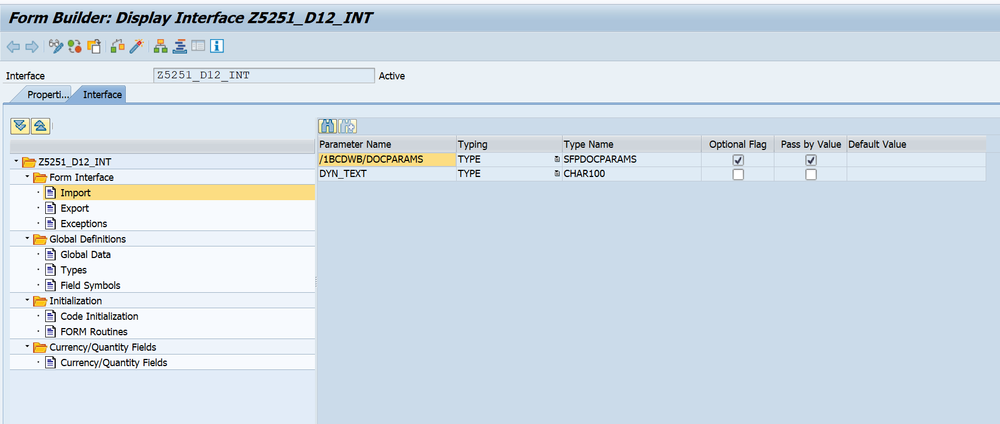 Form Builder: Display Interface Z5251_D12_INT
Interface Z5251_D12_INT Active
Properti... Interface
Parameter Name Typing Type Name Optional Flag Pass by Value Default Value
/1BCDWB/DOCPARAMS TYPE SFPDOCPARAMS
DYN_TEXT TYPE CHAR100
Z5251_D12_INT
Form Interface
Import
Export
Exceptions
Global Definitions
Global Data
Types
Field Symbols
Initialization
Code Initialization
FORM Routines
Currency/Quantity Fields
Currency/Quantity Fields